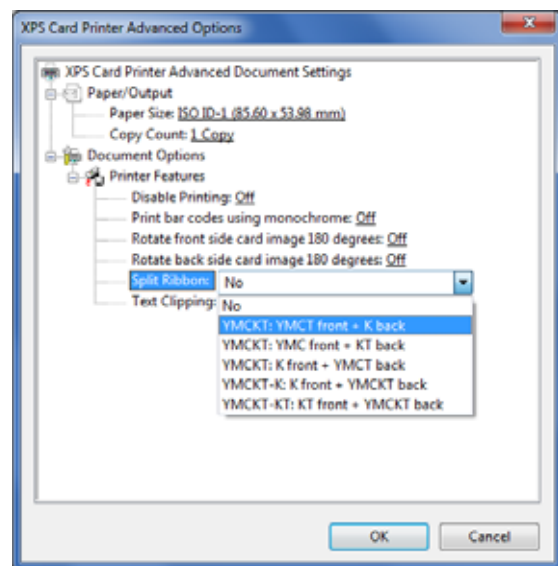 XPS Card Printer Advanced Options
XPS Card Printer Advanced Document Settings
Paper/Output
Paper Size: ISO ID-1 (85.60 x 53.98 mm)
Copy Count: 1 Copy
Document Options
Printer Features
Disable Printing: Off
Print bar codes using monochrome: Off
Rotate front side card image 180 degrees: Off
Rotate back side card image 180 degrees: Off
Split Ribbon: No
Text Clipping: No
YMCKT: YMCT front + K back
YMCKT: YMC front + KT back
YMCKT: K front + YMCT back
YMCKT-K: K front + YMCKT back
YMCKT-KT: KT front + YMCKT back
OK Cancel